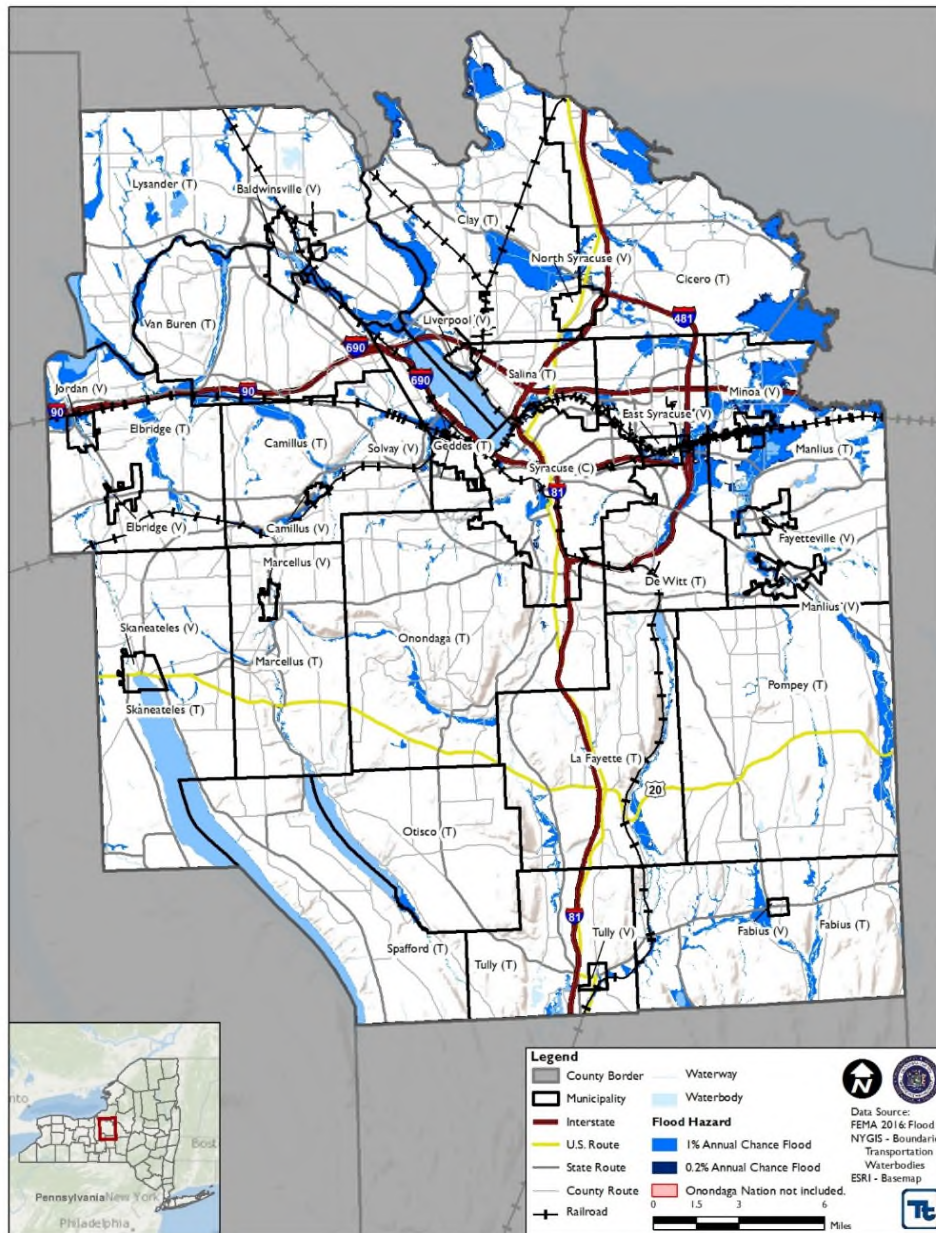 Lysander (T)
Baldwinsville (V)
Clay (T)
North Syracuse (V)
Cicero (T)
Van Buren (T)
Liverpool (V)
481
690
690
Salina (T)
Jordan (V)
90
90
Minoa (V)
East Syracuse (V)
Elbridge (T)
Camillus (T)
Solvay (V)
Geddes (T)
Manlius (T)
Syracuse (C)
81
Elbridge (V)
Camillus (V)
Fayetteville (V)
Marcellus (V)
De Witt (T)
Manlius (V)
Skaneateles (V)
Onondaga (T)
Marcellus (T)
Pompey (T)
Skaneateles (T)
La Fayette (T)
20
Otisco (T)
81
Tully (V)
Fabius (V)
Fabius (T)
Spafford (T)
Tully (T)
nto
Bost
Pennsylvania
New York
Philadelphia
Legend
County Border
Municipality
Interstate
U.S. Route
State Route
County Route
Railroad
Waterway
Waterbody
Flood Hazard
1% Annual Chance Flood
0.2% Annual Chance Flood
Onondaga Nation not included.
0 1.5 3 6
Miles
N
Data Source:
FEMA 2016: Flood
NYGIS - Boundarie
Transportation
Waterbodies
ESRI - Basemap
Tt